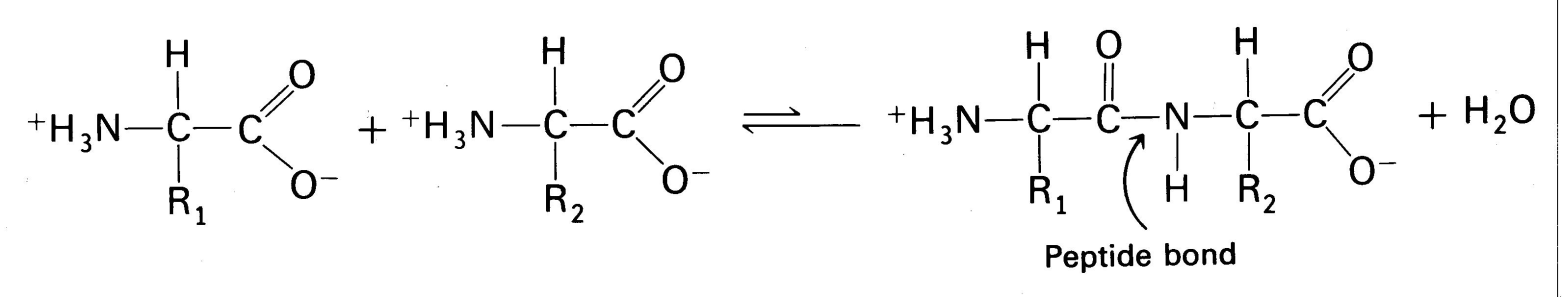 H O H O H O H O O
⁺H₃N—C—C + ⁺H₃N—C—C ⇌ ⁺H₃N—C—C—N—C—C + H₂O
R₁ O⁻ R₂ O⁻ R₁ H R₂ O⁻
Peptide bond